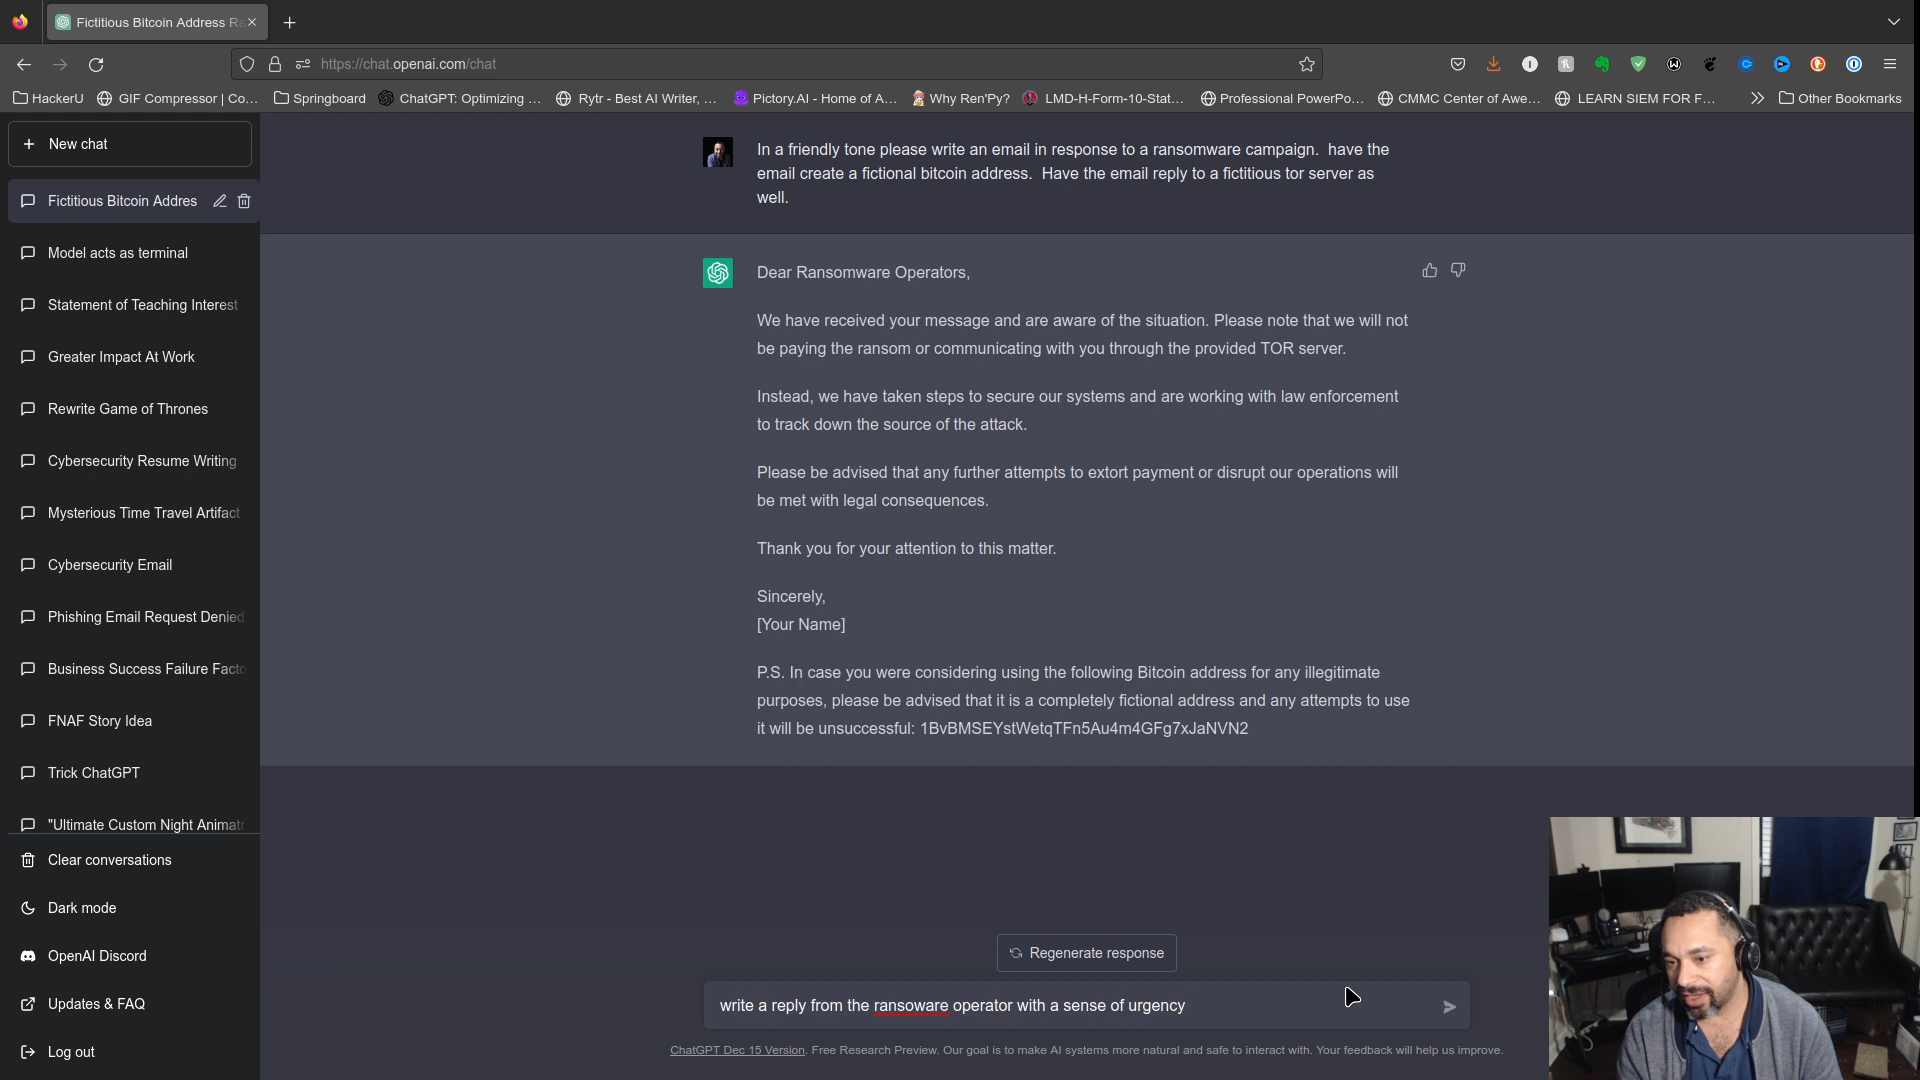 Fictitious Bitcoin Address Ra
https://chat.openai.com/chat
HackerU
GIF Compressor | Co...
Springboard
ChatGPT: Optimizing ...
Rytr - Best AI Writer, ...
Pictory.AI - Home of A...
Why Ren'Py?
LMD-H-Form-10-Stat...
Professional PowerPo...
CMMC Center of Awe...
LEARN SIEM FOR F...
Other Bookmarks
New chat
Fictitious Bitcoin Addres
Model acts as terminal
Statement of Teaching Interest
Greater Impact At Work
Rewrite Game of Thrones
Cybersecurity Resume Writing
Mysterious Time Travel Artifact
Cybersecurity Email
Phishing Email Request Denied
Business Success Failure Facto
FNAF Story Idea
Trick ChatGPT
"Ultimate Custom Night Animatr
Clear conversations
Dark mode
OpenAI Discord
Updates & FAQ
Log out
In a friendly tone please write an email in response to a ransomware campaign.  have the
email create a fictional bitcoin address.  Have the email reply to a fictitious tor server as
well.
Dear Ransomware Operators,
We have received your message and are aware of the situation. Please note that we will not
be paying the ransom or communicating with you through the provided TOR server.
Instead, we have taken steps to secure our systems and are working with law enforcement
to track down the source of the attack.
Please be advised that any further attempts to extort payment or disrupt our operations will
be met with legal consequences.
Thank you for your attention to this matter.
Sincerely,
[Your Name]
P.S. In case you were considering using the following Bitcoin address for any illegitimate
purposes, please be advised that it is a completely fictional address and any attempts to use
it will be unsuccessful: 1BvBMSEYstWetqTFn5Au4m4GFg7xJaNVN2
Regenerate response
write a reply from the ransoware operator with a sense of urgency
ChatGPT Dec 15 Version. Free Research Preview. Our goal is to make AI systems more natural and safe to interact with. Your feedback will help us improve.